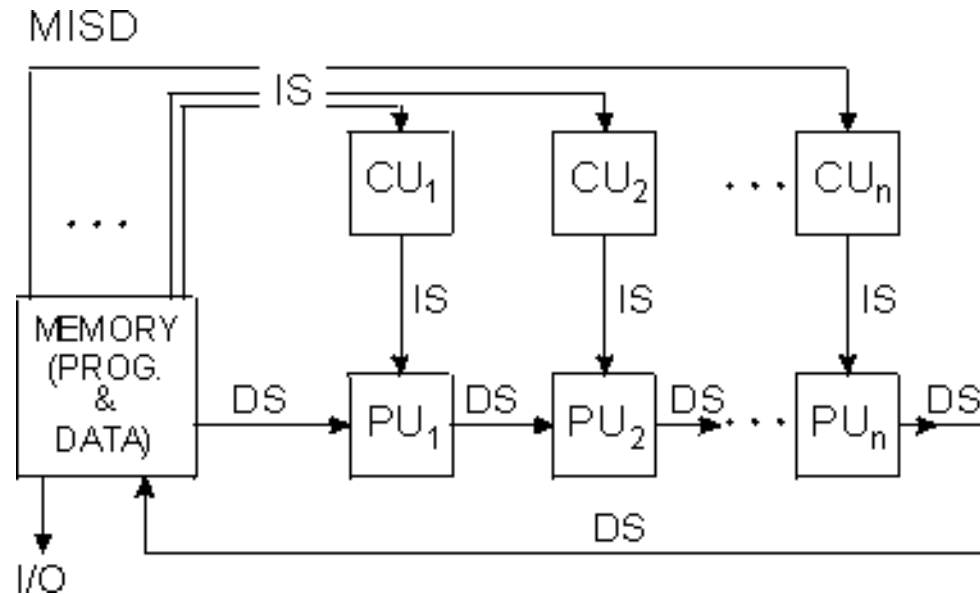 MISD
IS
CU1 CU2 . . . CUn
. . .
IS IS IS
MEMORY
(PROG.
&
DATA)
DS PU1 DS PU2 DS . . . PUn DS
DS
I/O